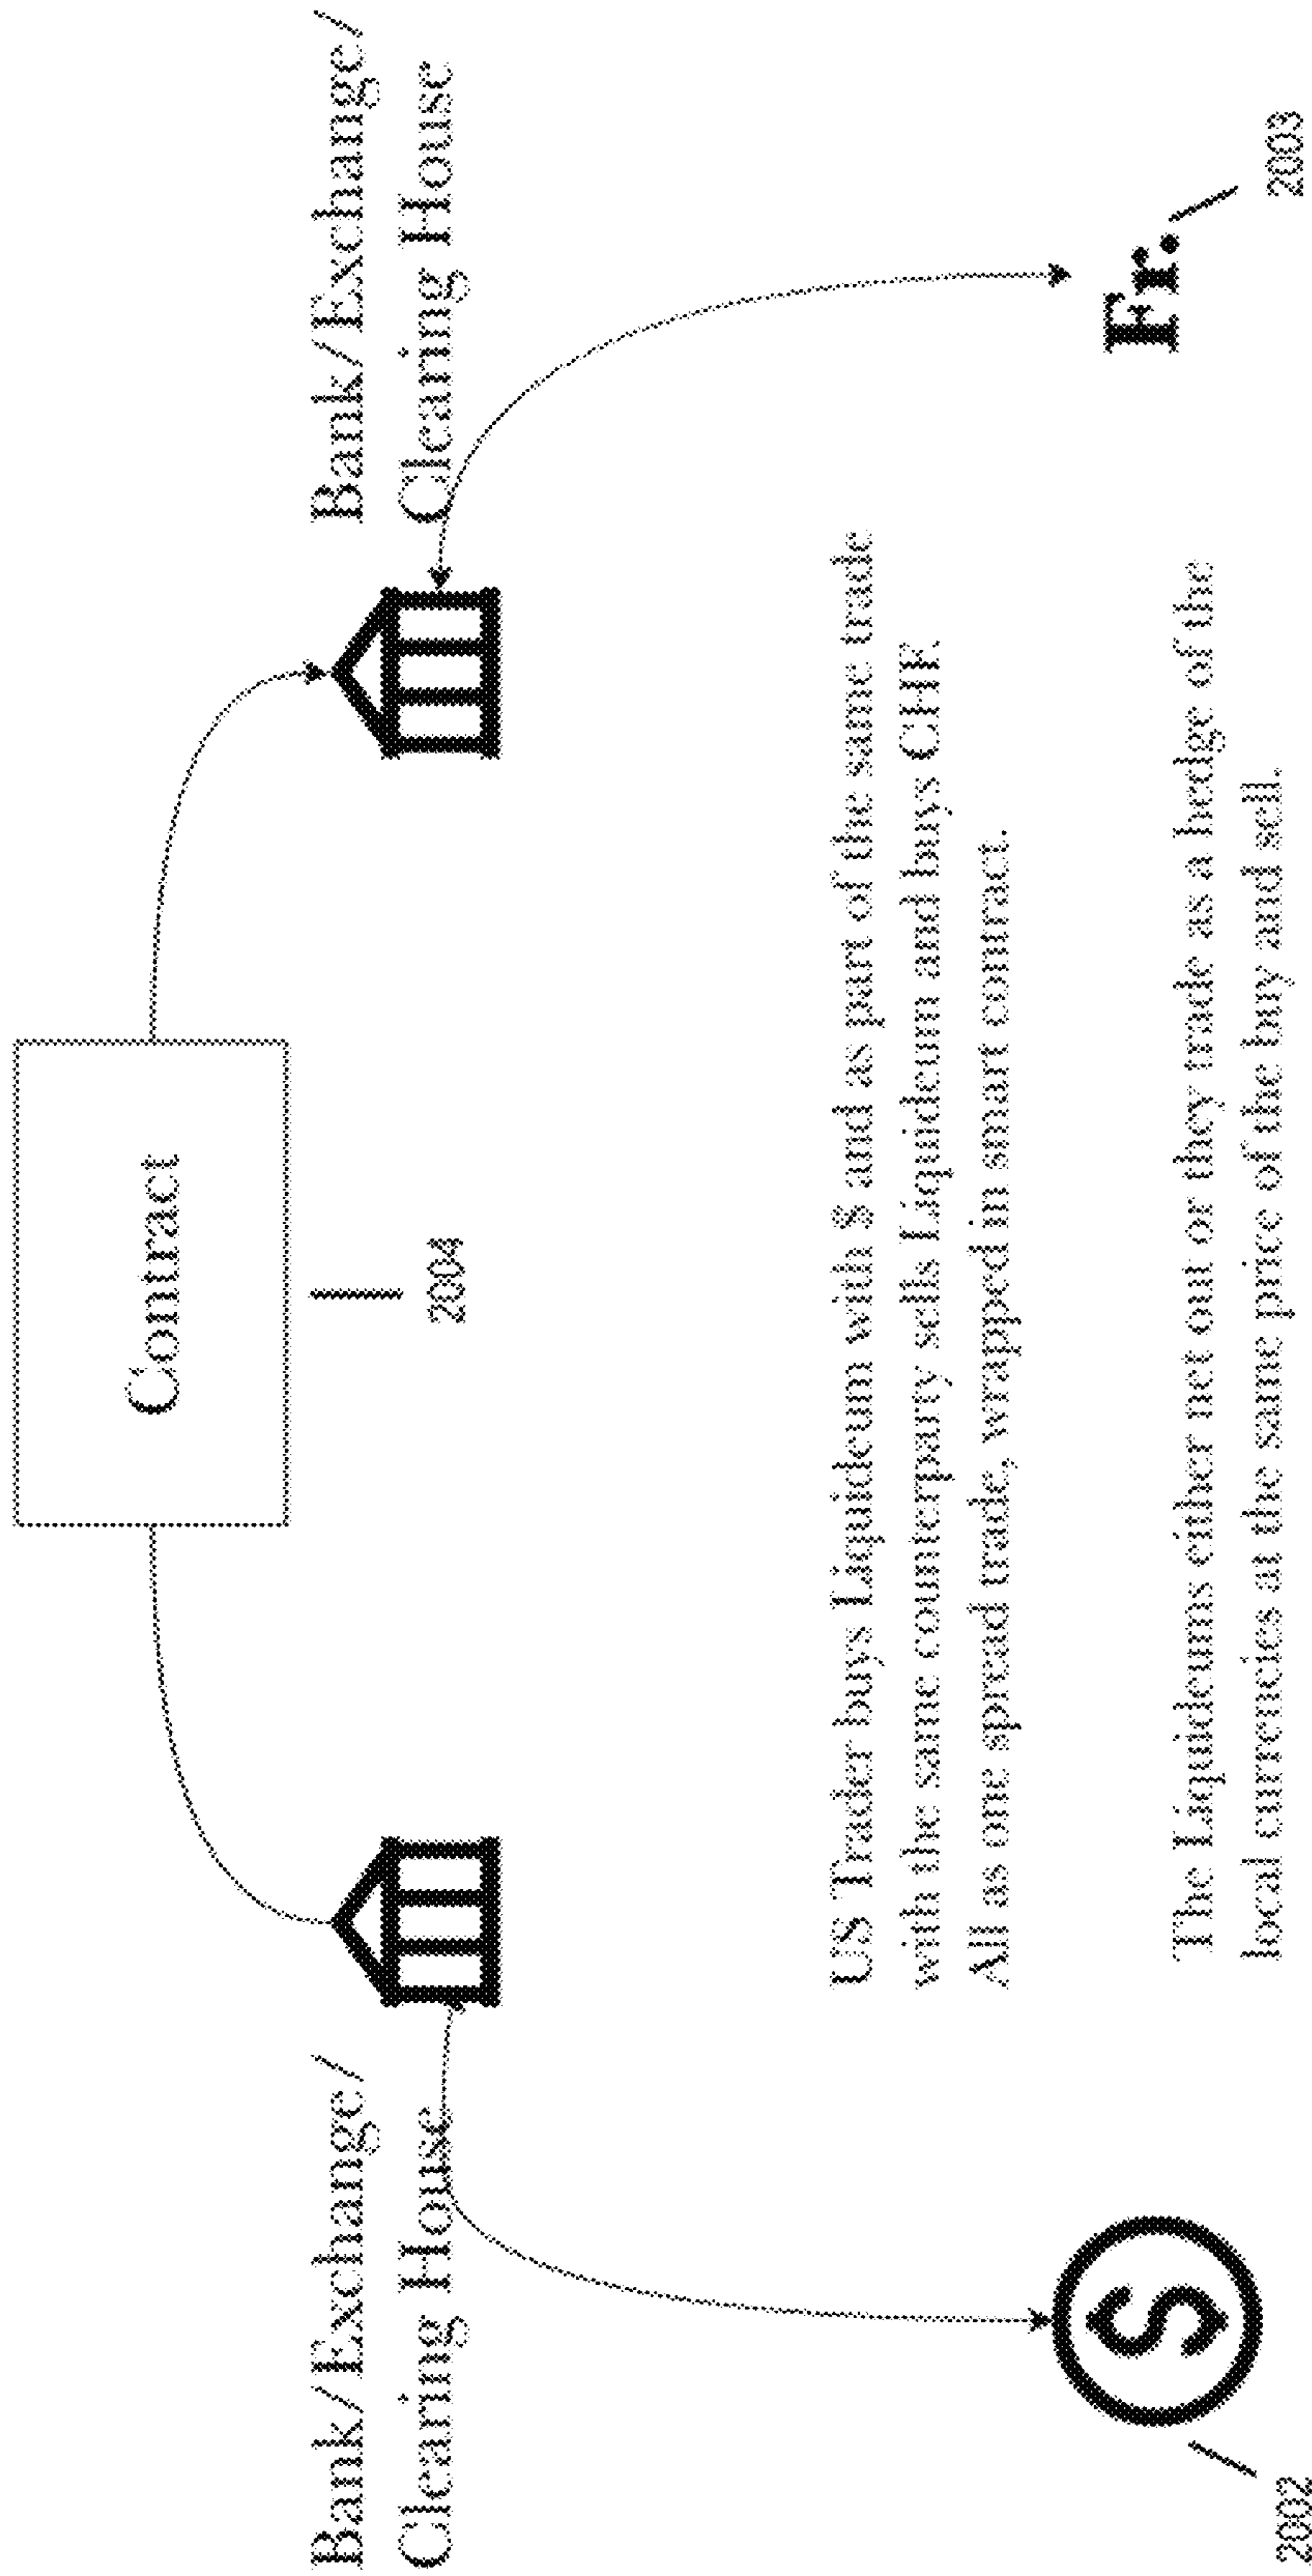 Contract
2004
Bank/Exchange/
Clearing House
Bank/Exchange/
Clearing House
US Trader buys Liquideum with $ and as part of the same trade
with the same counterparty sells Liquideum and buys CHF.
All as one spread trade, wrapped in smart contract.
The Liquideums either net out or they trade as a hedge of the
local currencies at the same price of the buy and sell.
$
2002
Fr.
2003